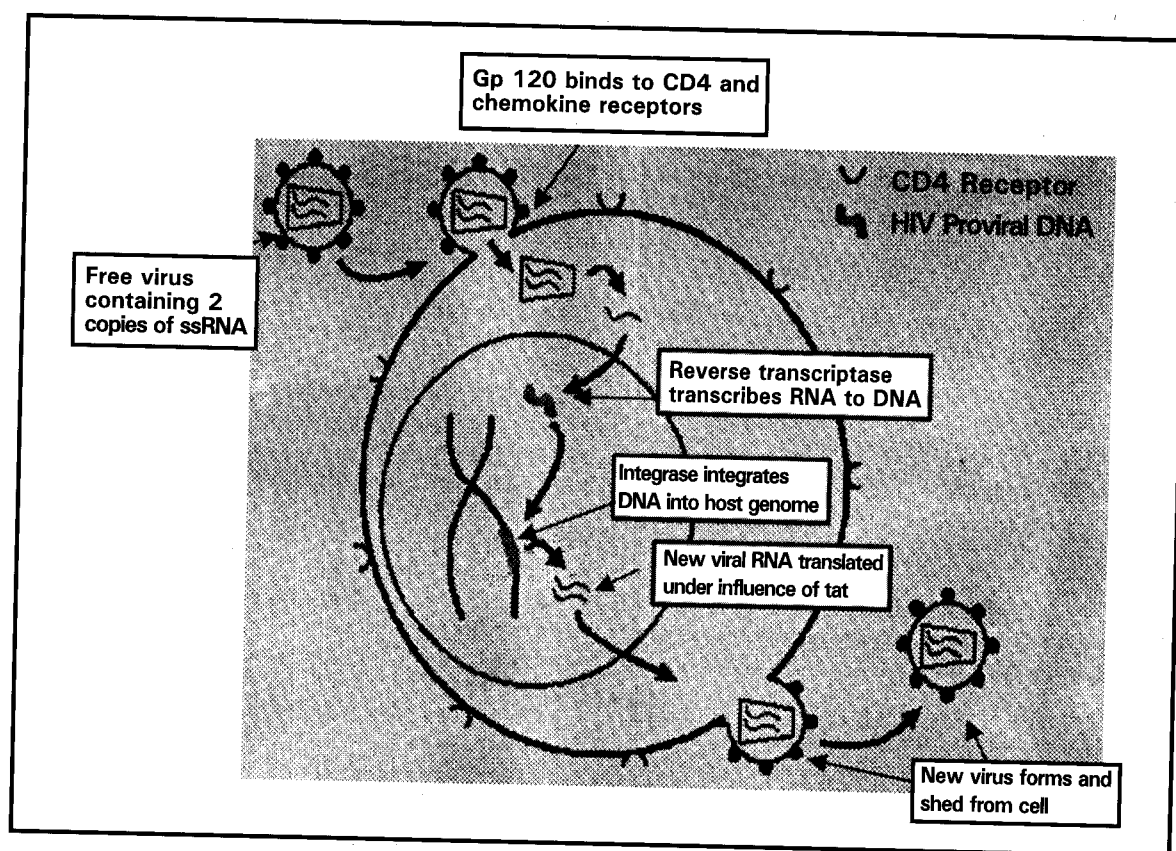 Gp 120 binds to CD4 and
chemokine receptors
CD4 Receptor
HIV Proviral DNA
Free virus
containing 2
copies of ssRNA
Reverse transcriptase
transcribes RNA to DNA
Integrase integrates
DNA into host genome
New viral RNA translated
under influence of tat
New virus forms and
shed from cell